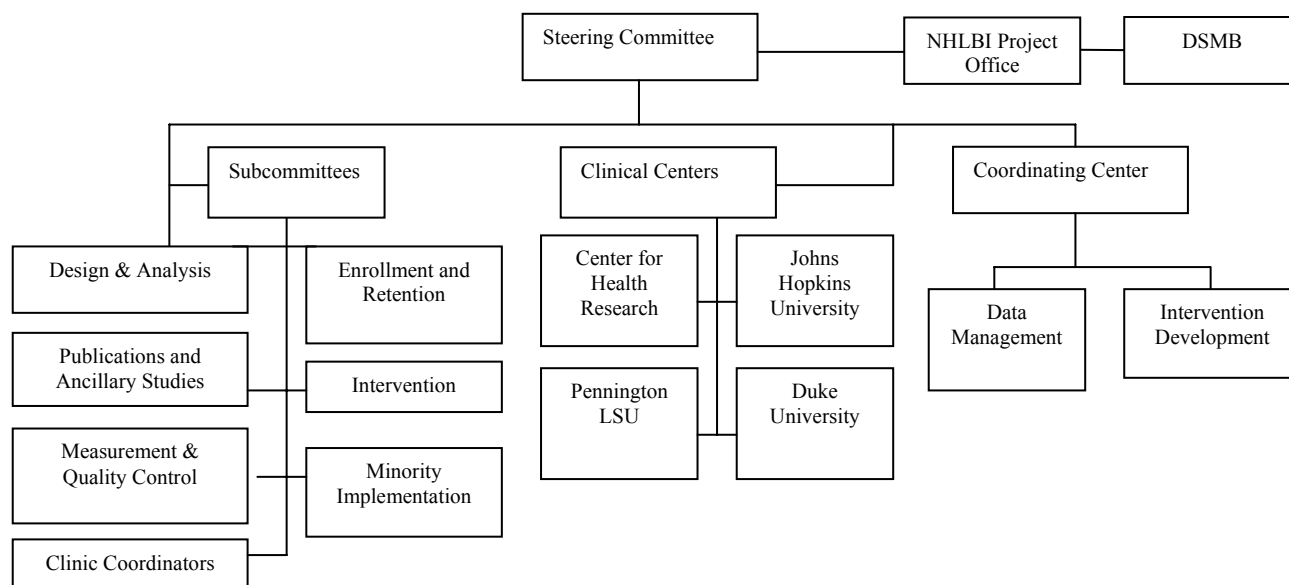 Steering Committee
NHLBI Project
Office
DSMB
Subcommittees
Clinical Centers
Coordinating Center
Design & Analysis
Enrollment and
Retention
Publications and
Ancillary Studies
Intervention
Measurement &
Quality Control
Minority
Implementation
Clinic Coordinators
Center for
Health
Research
Johns
Hopkins
University
Pennington
LSU
Duke
University
Data
Management
Intervention
Development